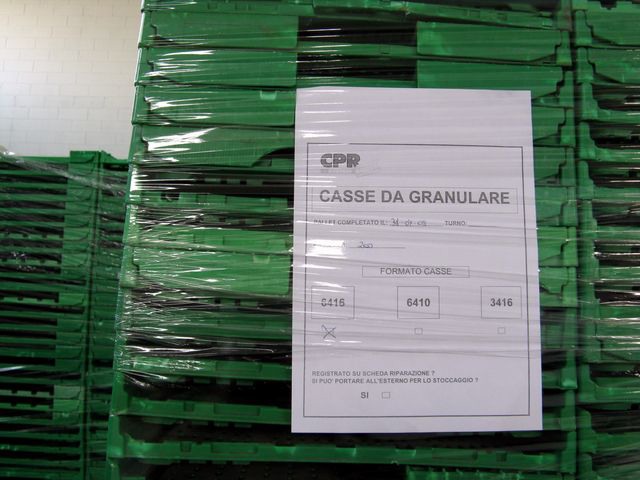 CPR
CASSE DA GRANULARE
PALLET COMPLETATO IL: TURNO:
200
FORMATO CASSE
6416 6410 3416
REGISTRATO SU SCHEDA RIPARAZIONE ?
SI PUO' PORTARE ALL'ESTERNO PER LO STOCCAGGIO ?
SI